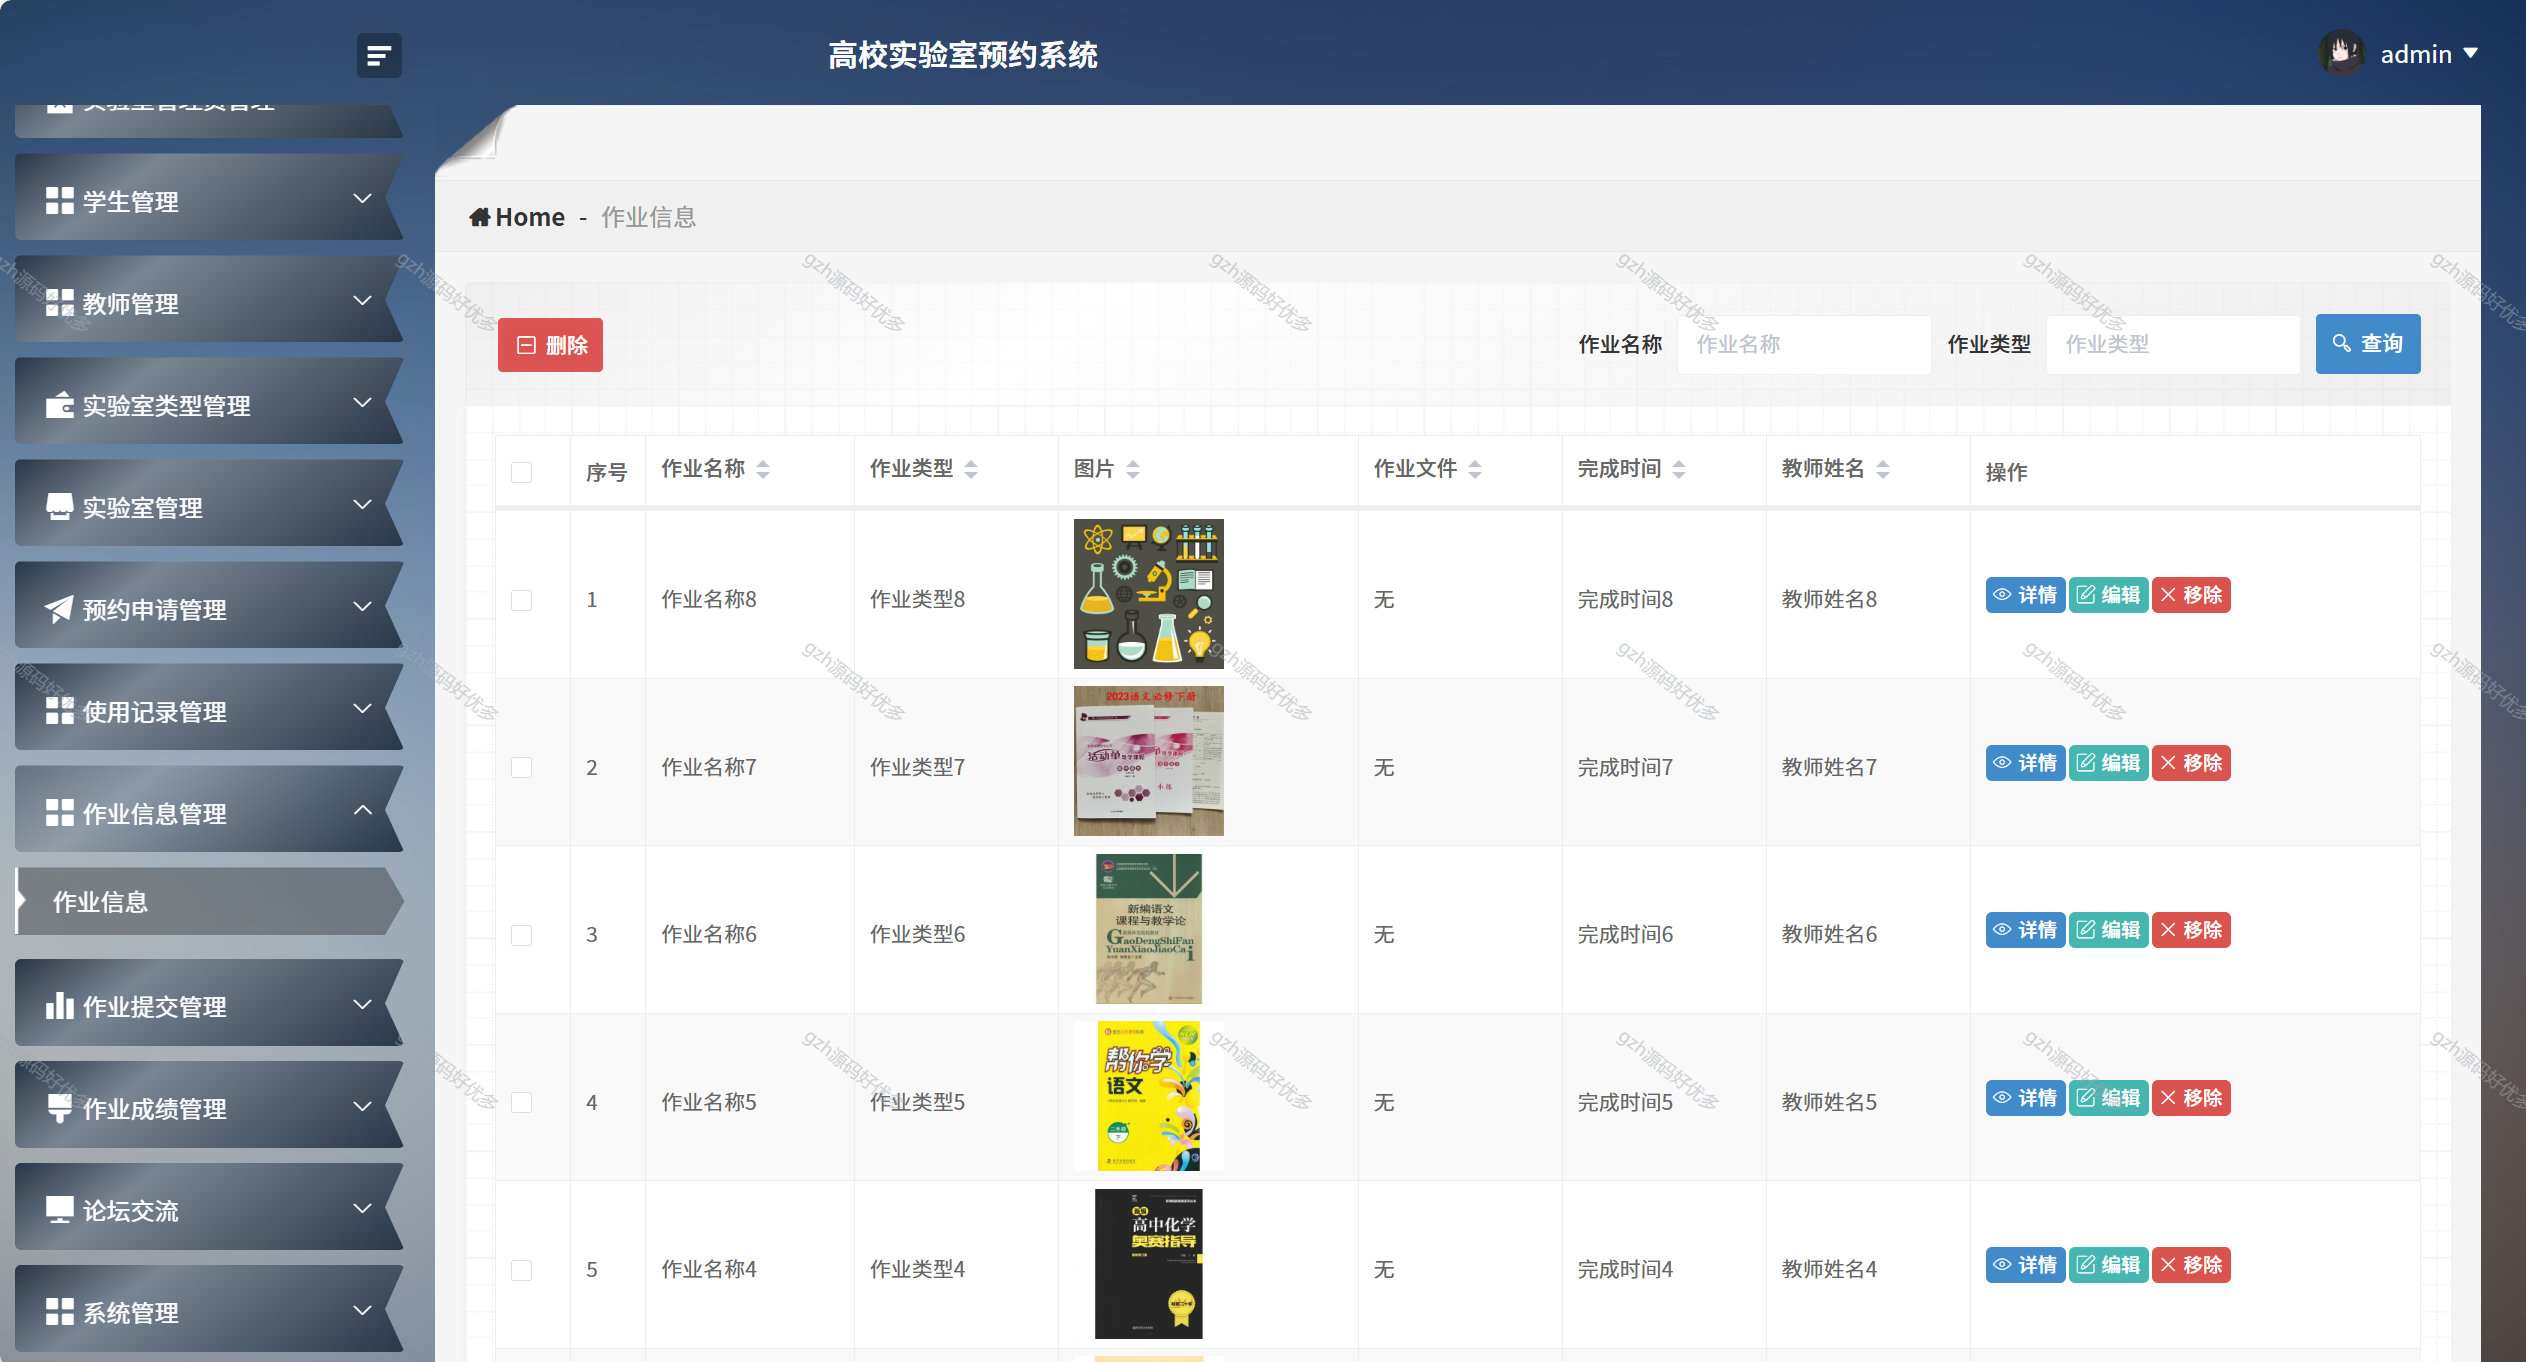 高校实验室预约系统
admin
实验室管理员管理
学生管理
教师管理
实验室类型管理
实验室管理
预约申请管理
使用记录管理
作业信息管理
作业信息
作业提交管理
作业成绩管理
论坛交流
系统管理
Home - 作业信息
删除
作业名称 作业名称 作业类型 作业类型 查询
序号 作业名称 作业类型 图片 作业文件 完成时间 教师姓名 操作
1 作业名称8 作业类型8 无 完成时间8 教师姓名8 详情 编辑 移除
2023语文必修下册
活动单导学课程
小练
2 作业名称7 作业类型7 无 完成时间7 教师姓名7 详情 编辑 移除
新编语文
课程与教学论
GaoDengShiFan
YuanXiaoJiaoCai
3 作业名称6 作业类型6 无 完成时间6 教师姓名6 详情 编辑 移除
帮你学
语文
4 作业名称5 作业类型5 无 完成时间5 教师姓名5 详情 编辑 移除
高中化学
奥赛指导
5 作业名称4 作业类型4 无 完成时间4 教师姓名4 详情 编辑 移除
gzh源码好优多